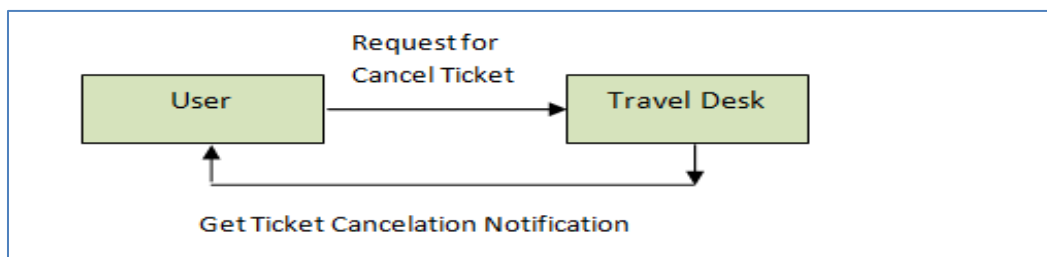 Request for
Cancel Ticket
User
Travel Desk
Get Ticket Cancelation Notification